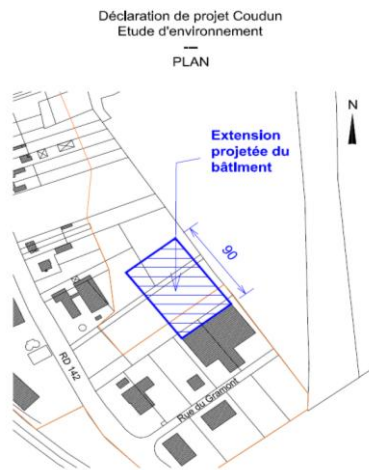 Déclaration de projet Coudun
Etude d'environnement
PLAN
N
Extension
projetée du
bâtiment
90
RD 142
Rue du Gramont